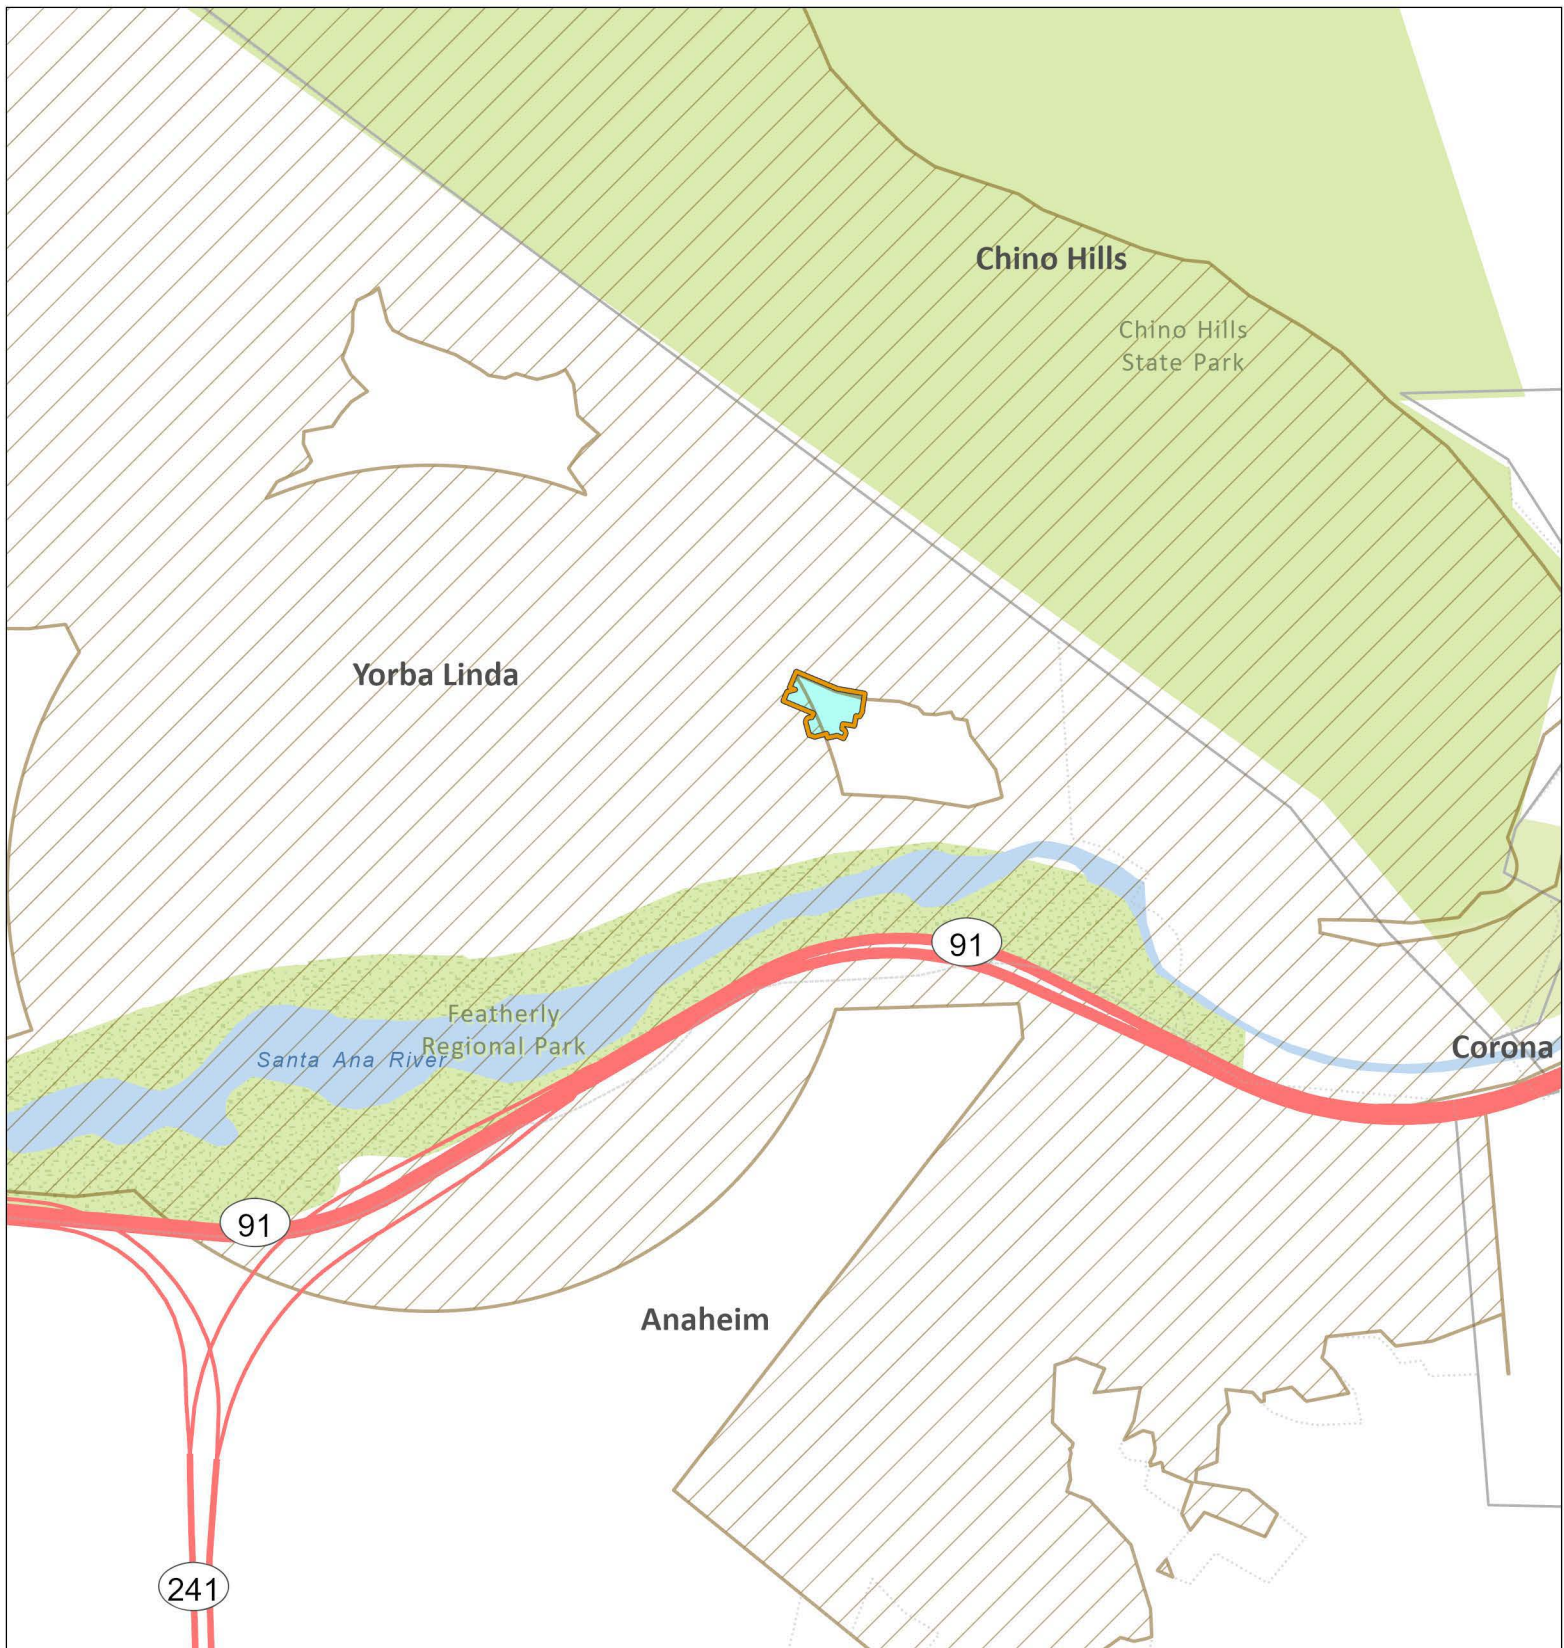 Chino Hills
Chino Hills
State Park
Yorba Linda
91
Featherly
Regional Park
Santa Ana River
Corona
91
Anaheim
241